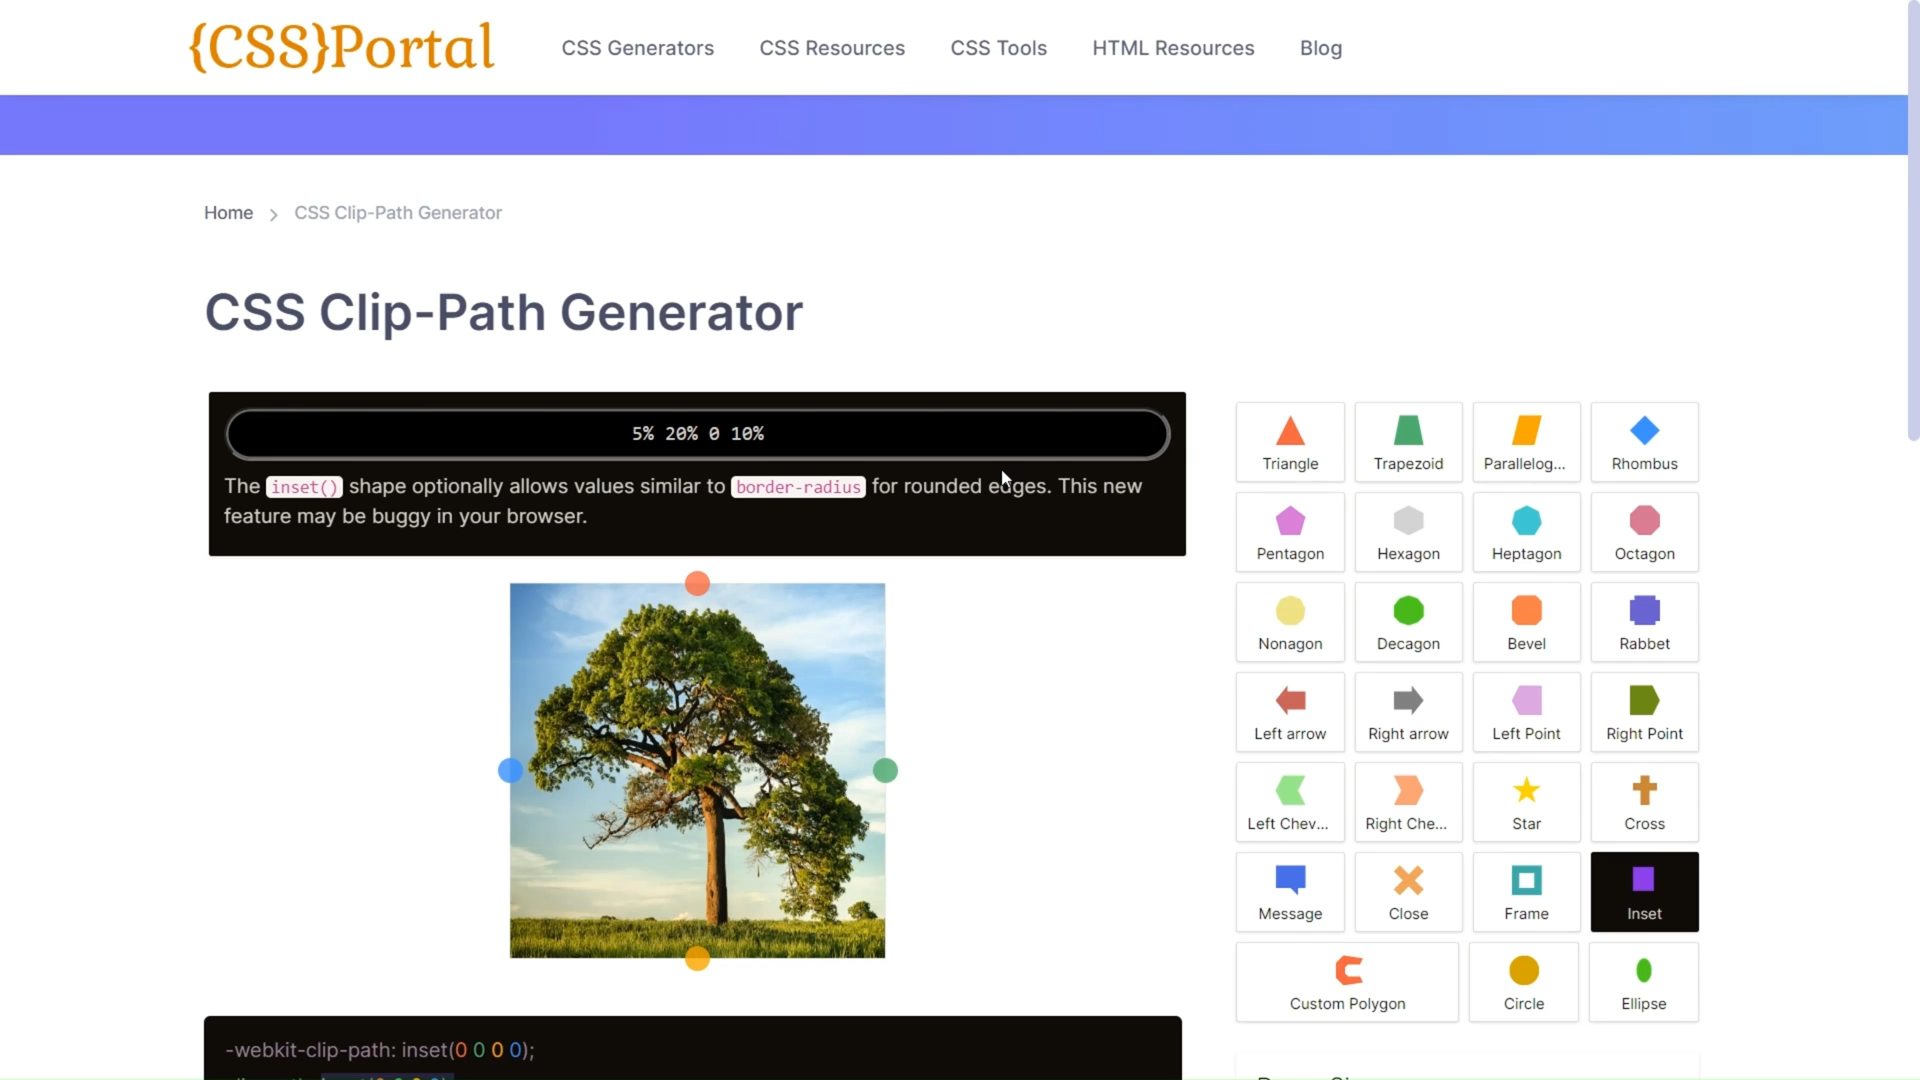 {CSS}Portal
CSS Generators CSS Resources CSS Tools HTML Resources Blog
Home CSS Clip-Path Generator
CSS Clip-Path Generator
5% 20% 0 10%
The inset() shape optionally allows values similar to border-radius for rounded edges. This new
feature may be buggy in your browser.
Triangle Trapezoid Parallelog... Rhombus
Pentagon Hexagon Heptagon Octagon
Nonagon Decagon Bevel Rabbet
Left arrow Right arrow Left Point Right Point
Left Chev... Right Che... Star Cross
Message Close Frame Inset
Custom Polygon Circle Ellipse
-webkit-clip-path: inset(0 0 0 0);